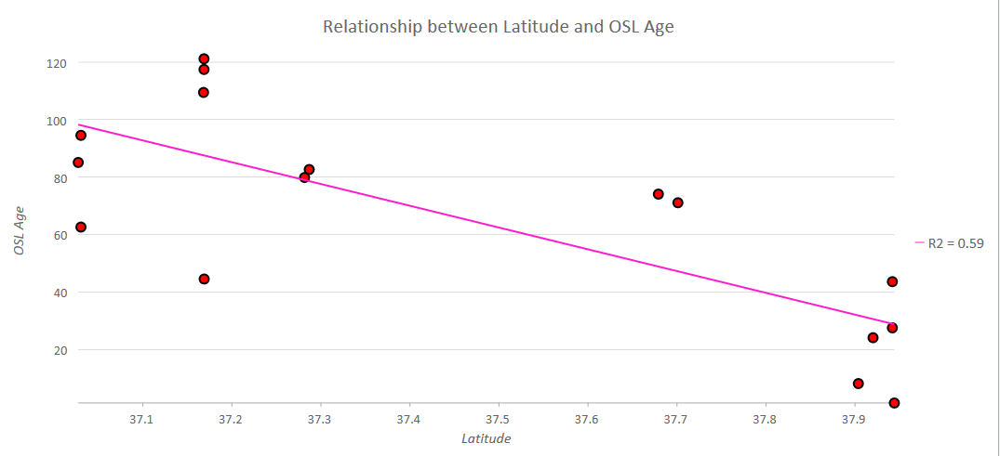 Relationship between Latitude and OSL Age
120
100
80
60
40
20
OSL Age
R2 = 0.59
37.1 37.2 37.3 37.4 37.5 37.6 37.7 37.8 37.9
Latitude